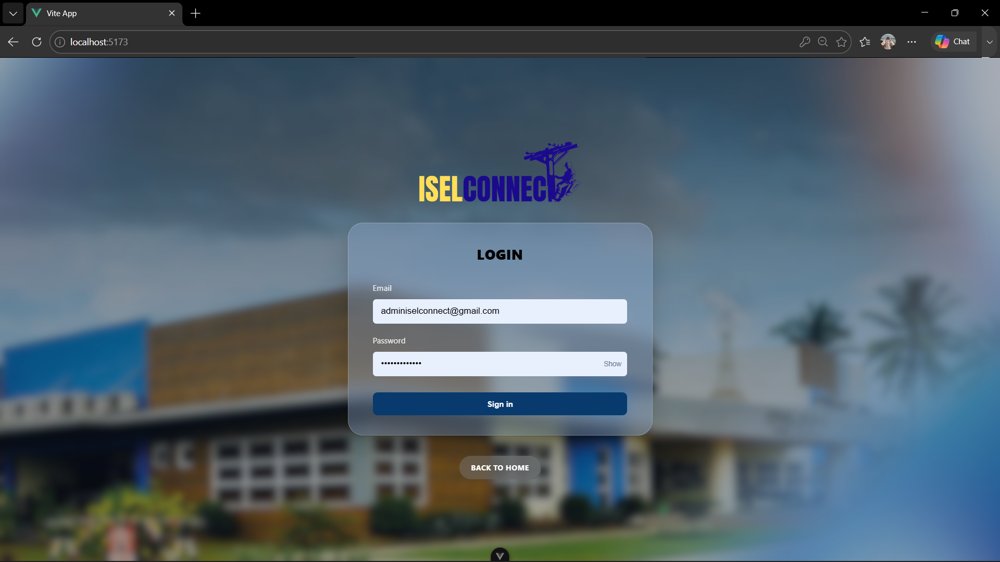 Vite App
localhost:5173
Chat
ISELCONNECT
LOGIN
Email
adminiselconnect@gmail.com
Password
•••••••••••••
Show
Sign in
BACK TO HOME